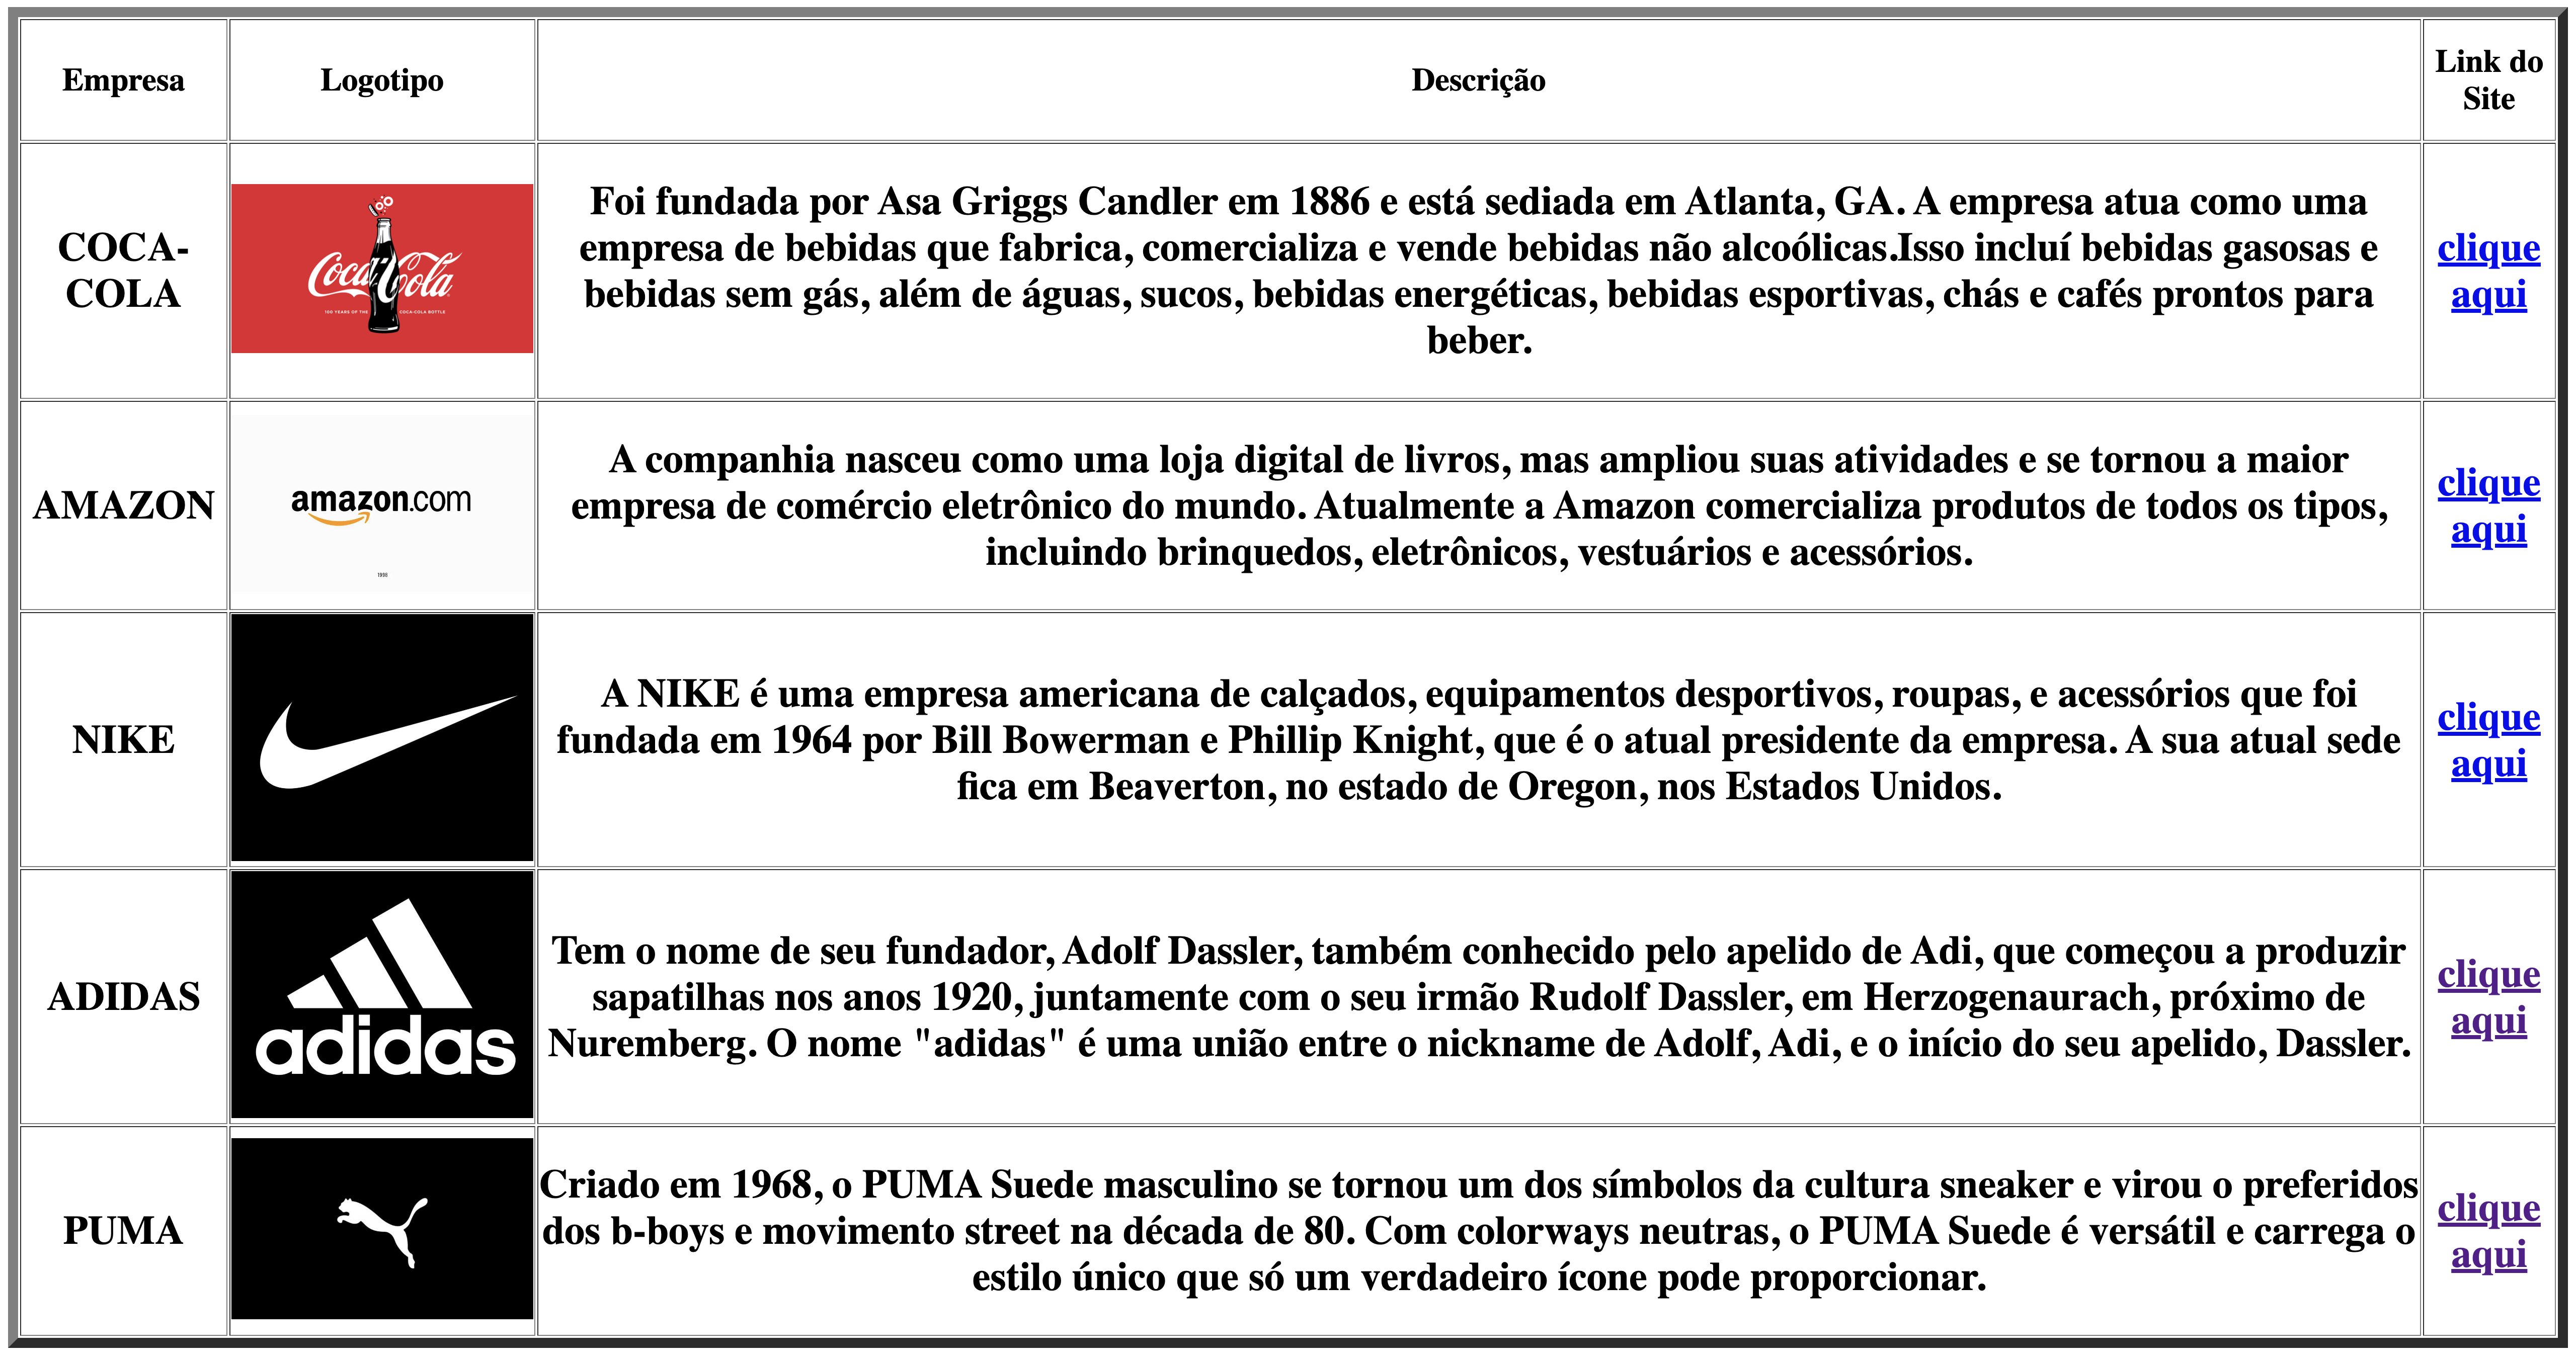 Empresa
Logotipo
Descrição
Link do
Site
COCA-
COLA
Coca-Cola
100 YEARS OF THE COCA-COLA BOTTLE
Foi fundada por Asa Griggs Candler em 1886 e está sediada em Atlanta, GA. A empresa atua como uma
empresa de bebidas que fabrica, comercializa e vende bebidas não alcoólicas.Isso incluí bebidas gasosas e
bebidas sem gás, além de águas, sucos, bebidas energéticas, bebidas esportivas, chás e cafés prontos para
beber.
clique
aqui
AMAZON
amazon.com
1998
A companhia nasceu como uma loja digital de livros, mas ampliou suas atividades e se tornou a maior
empresa de comércio eletrônico do mundo. Atualmente a Amazon comercializa produtos de todos os tipos,
incluindo brinquedos, eletrônicos, vestuários e acessórios.
clique
aqui
NIKE
A NIKE é uma empresa americana de calçados, equipamentos desportivos, roupas, e acessórios que foi
fundada em 1964 por Bill Bowerman e Phillip Knight, que é o atual presidente da empresa. A sua atual sede
fica em Beaverton, no estado de Oregon, nos Estados Unidos.
clique
aqui
ADIDAS
adidas
Tem o nome de seu fundador, Adolf Dassler, também conhecido pelo apelido de Adi, que começou a produzir
sapatilhas nos anos 1920, juntamente com o seu irmão Rudolf Dassler, em Herzogenaurach, próximo de
Nuremberg. O nome "adidas" é uma união entre o nickname de Adolf, Adi, e o início do seu apelido, Dassler.
clique
aqui
PUMA
Criado em 1968, o PUMA Suede masculino se tornou um dos símbolos da cultura sneaker e virou o preferidos
dos b-boys e movimento street na década de 80. Com colorways neutras, o PUMA Suede é versátil e carrega o
estilo único que só um verdadeiro ícone pode proporcionar.
clique
aqui